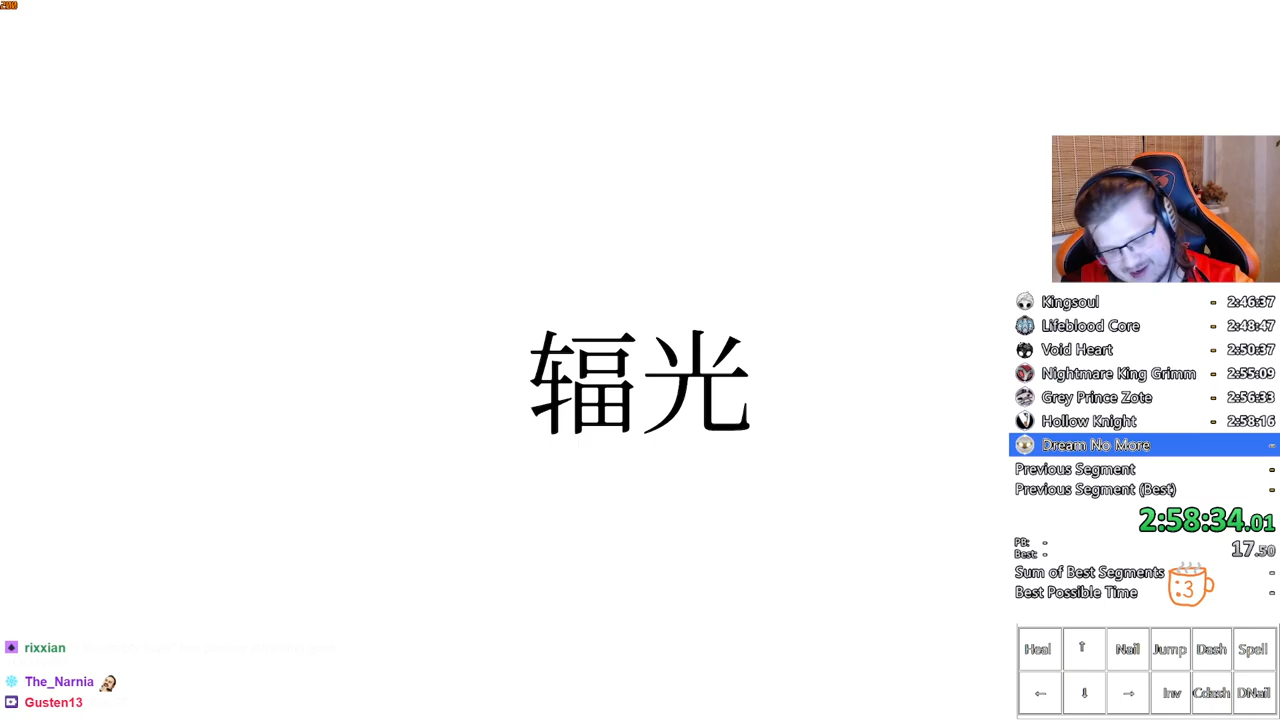 200
辐光
Kingsoul - 2:46:37
Lifeblood Core - 2:48:47
Void Heart - 2:50:37
Nightmare King Grimm - 2:55:09
Grey Prince Zote - 2:56:33
Hollow Knight - 2:58:16
Dream No More -
Previous Segment -
Previous Segment (Best) -
2:58:34.01
PB: - 17.50
Best: -
Sum of Best Segments -
Best Possible Time -
:3
Heal ↑ Nail Jump Dash Spell
← ↓ → Inv Cdash DNail
rixxian
The_Narnia
Gusten13